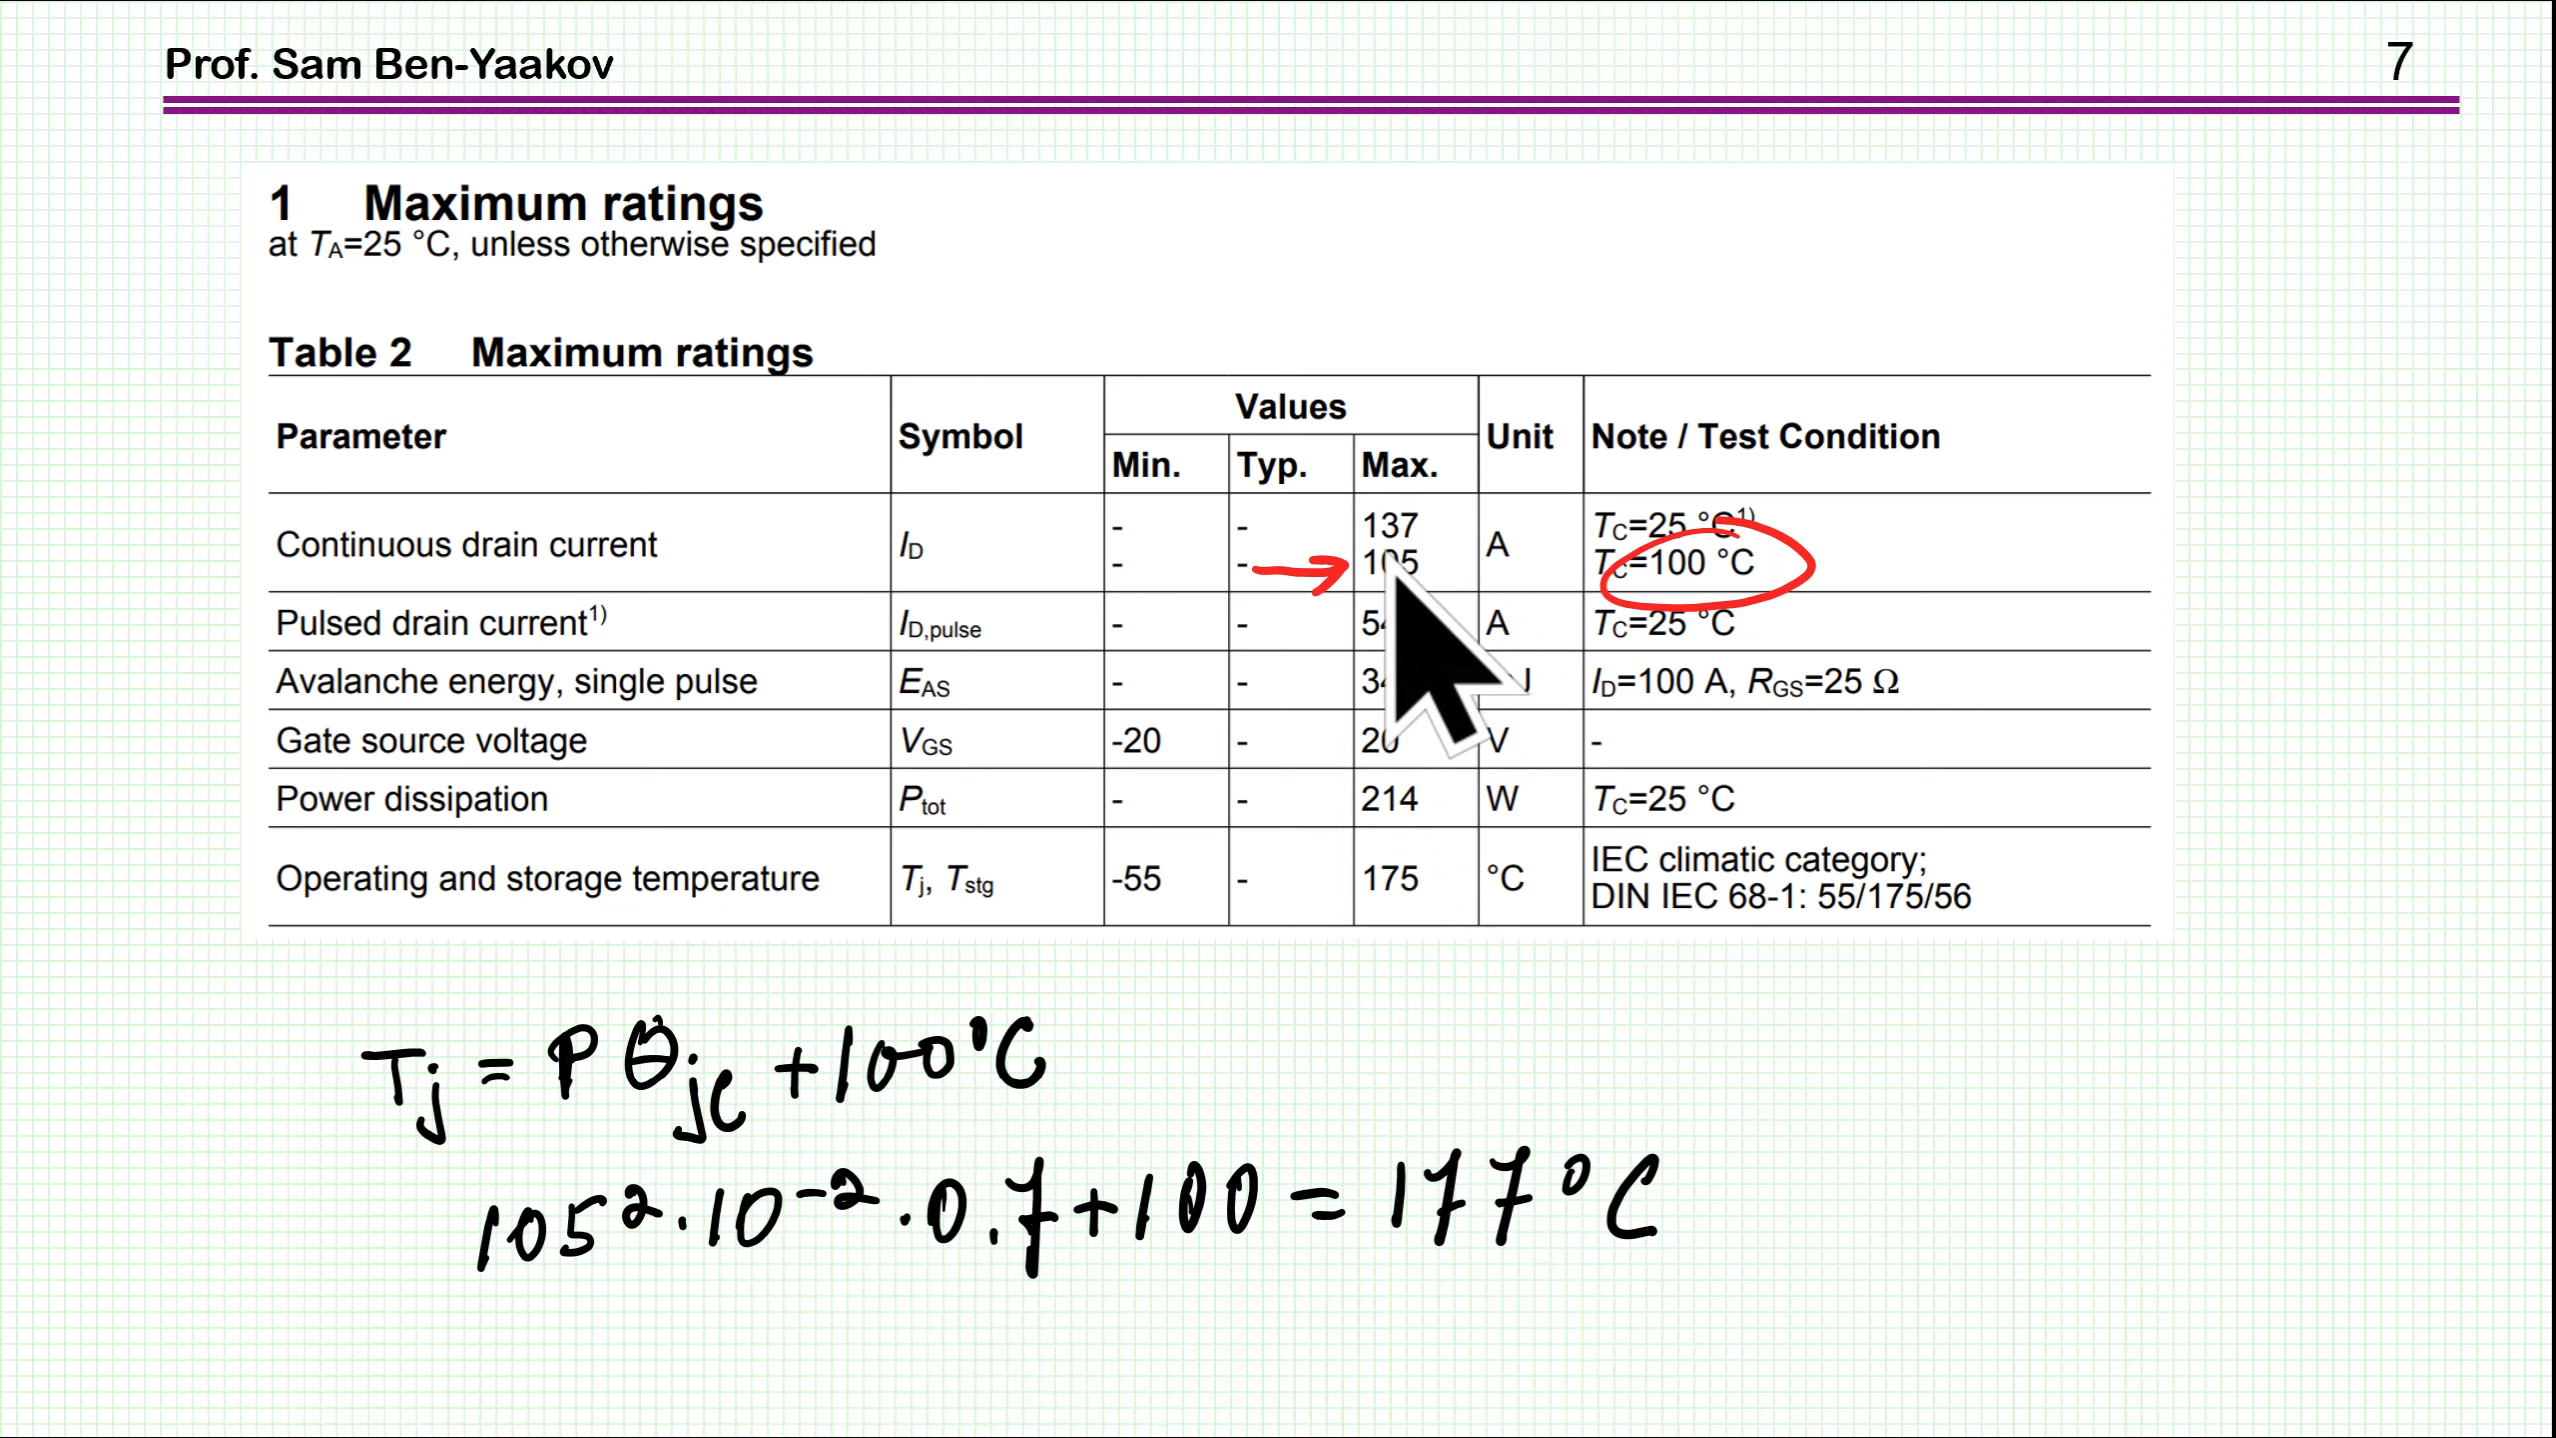 Prof. Sam Ben-Yaakov 7
1 Maximum ratings
at TA=25 °C, unless otherwise specified
Table 2 Maximum ratings
Parameter Symbol Values Unit Note / Test Condition
Min. Typ. Max.
Continuous drain current ID - - 137 A TC=25 °C1)
- - 105 TC=100 °C
Pulsed drain current1) ID,pulse - - A TC=25 °C
Avalanche energy, single pulse EAS - - ID=100 A, RGS=25 Ω
Gate source voltage VGS -20 - 20 V -
Power dissipation Ptot - - 214 W TC=25 °C
Operating and storage temperature Tj, Tstg -55 - 175 °C IEC climatic category;
DIN IEC 68-1: 55/175/56
Tj = P θjc +100°C
105²·10⁻²·0.7+100 = 177°C